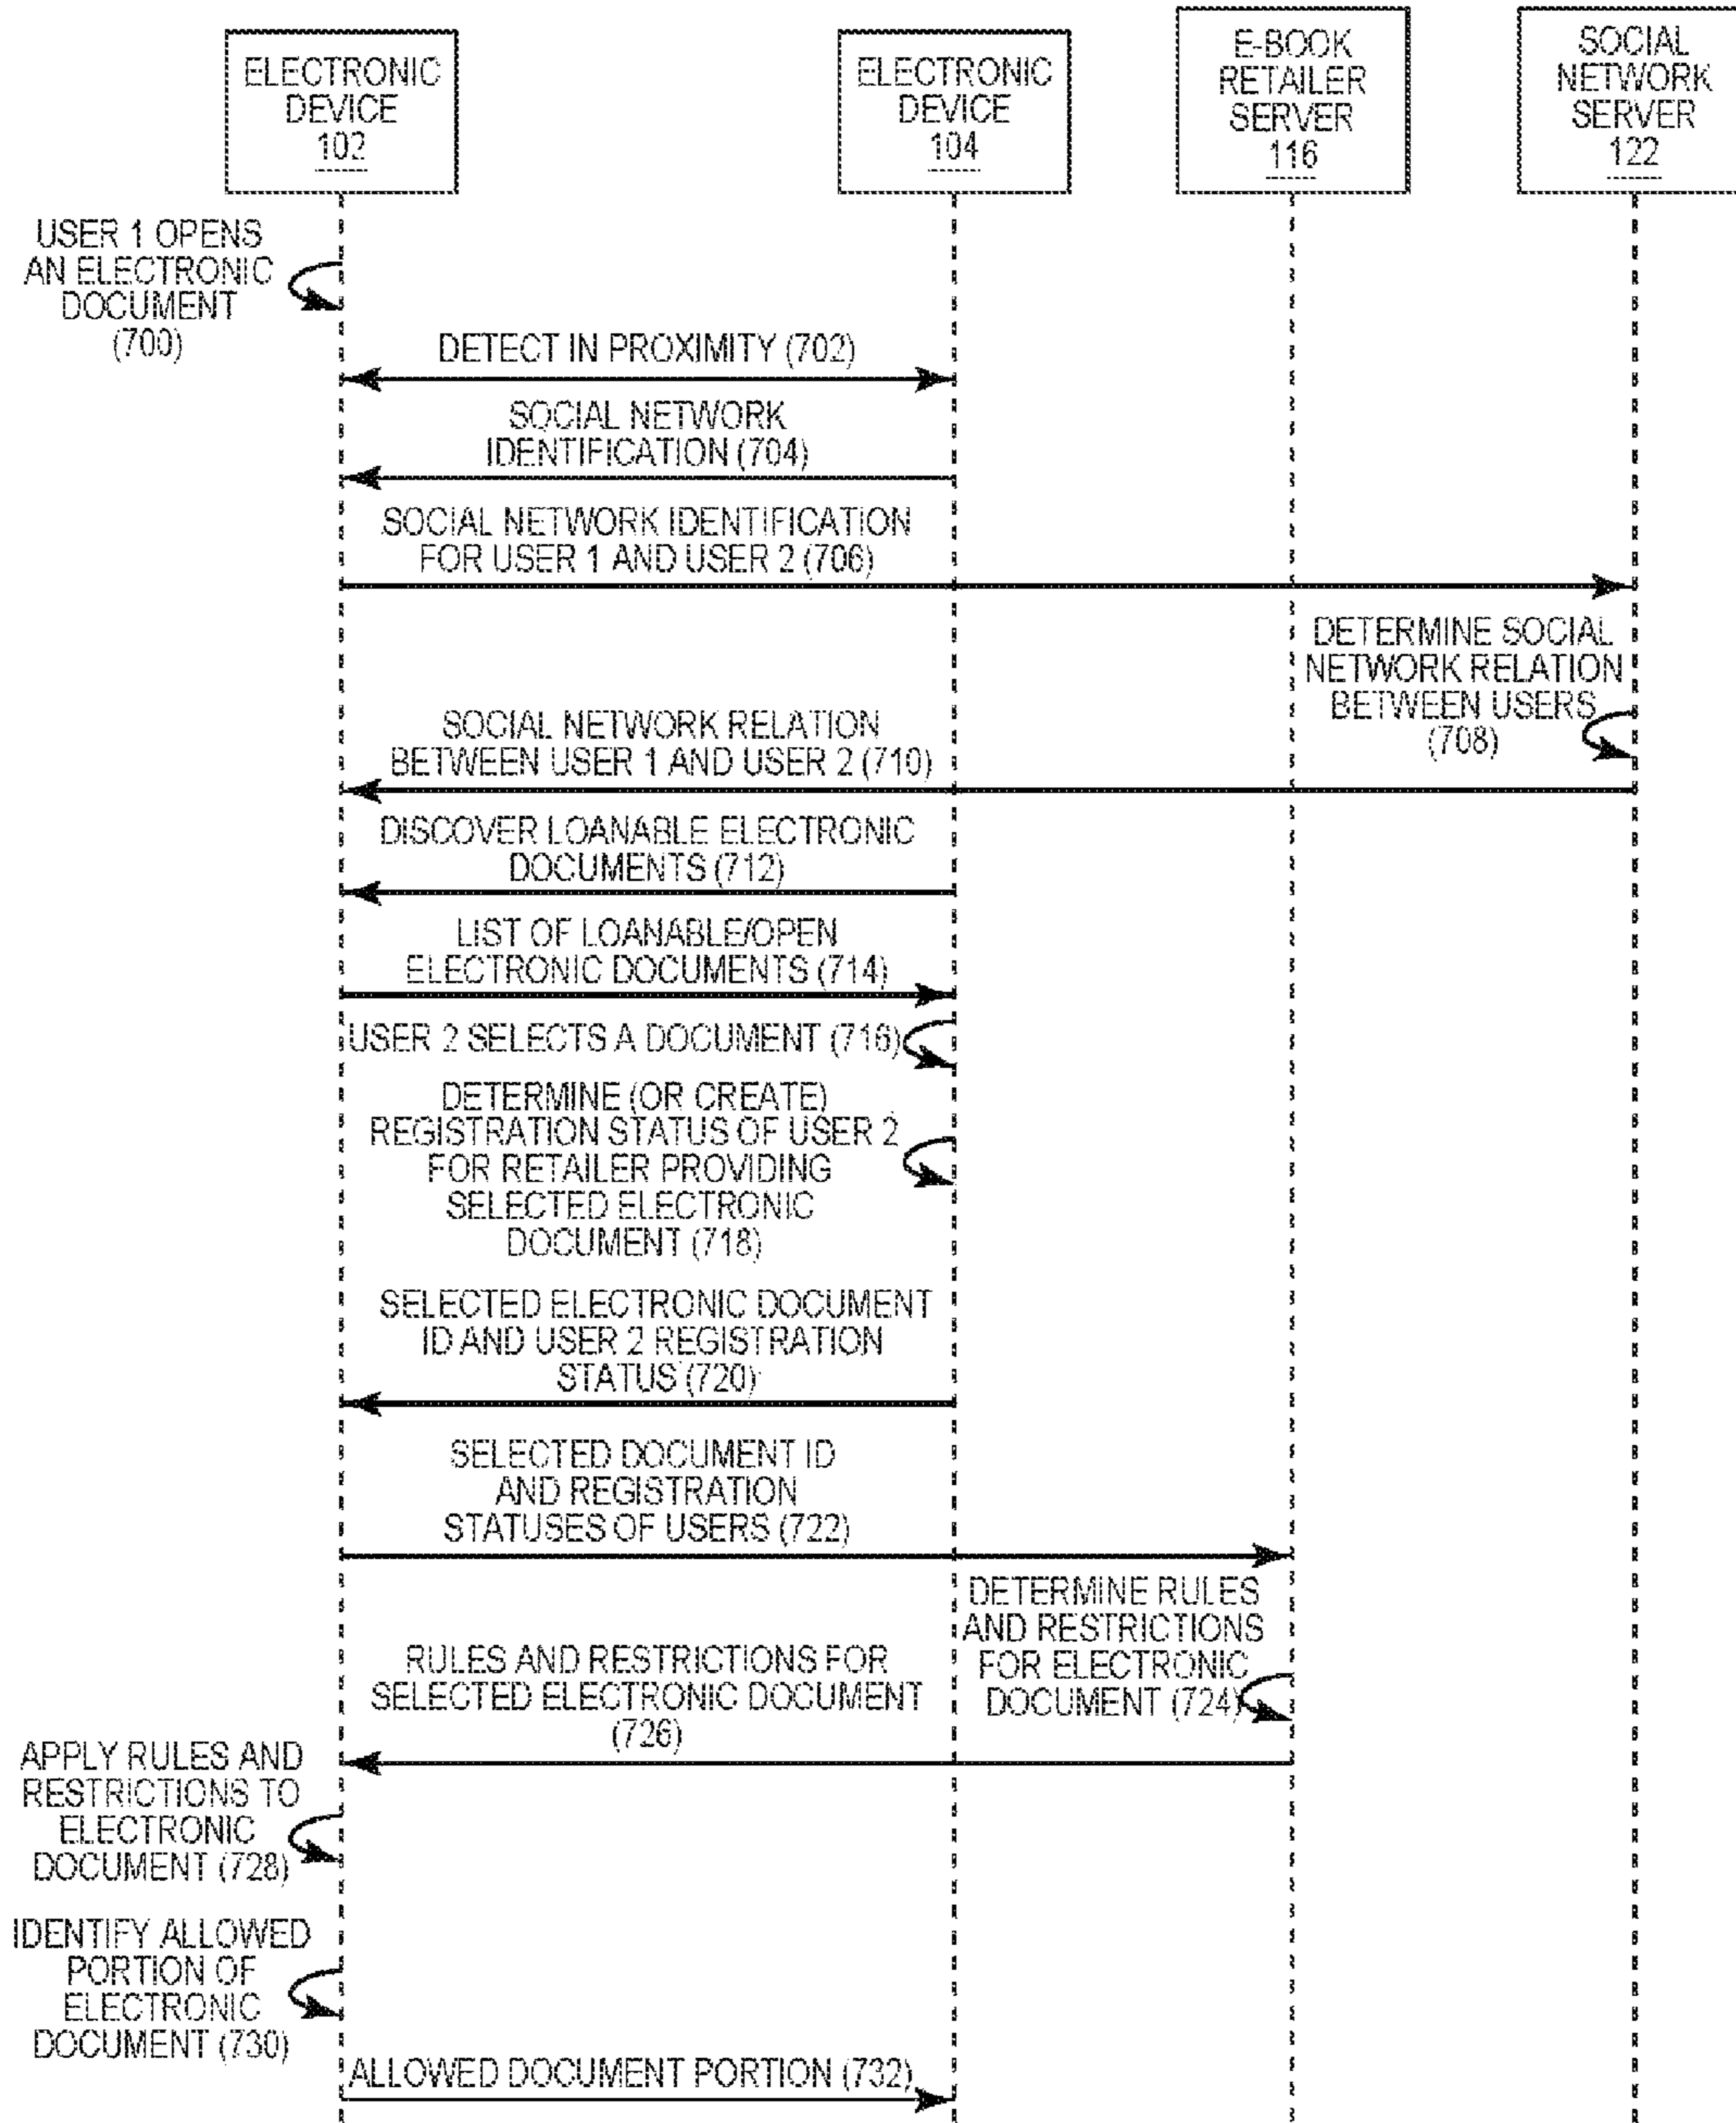 ELECTRONIC
DEVICE
102
ELECTRONIC
DEVICE
104
E-BOOK
RETAILER
SERVER
116
SOCIAL
NETWORK
SERVER
122
USER 1 OPENS
AN ELECTRONIC
DOCUMENT
(700)
DETECT IN PROXIMITY (702)
SOCIAL NETWORK
IDENTIFICATION (704)
SOCIAL NETWORK IDENTIFICATION
FOR USER 1 AND USER 2 (706)
DETERMINE SOCIAL
NETWORK RELATION
BETWEEN USERS
(708)
SOCIAL NETWORK RELATION
BETWEEN USER 1 AND USER 2 (710)
DISCOVER LOANABLE ELECTRONIC
DOCUMENTS (712)
LIST OF LOANABLE/OPEN
ELECTRONIC DOCUMENTS (714)
USER 2 SELECTS A DOCUMENT (716)
DETERMINE (OR CREATE)
REGISTRATION STATUS OF USER 2
FOR RETAILER PROVIDING
SELECTED ELECTRONIC
DOCUMENT (718)
SELECTED ELECTRONIC DOCUMENT
ID AND USER 2 REGISTRATION
STATUS (720)
SELECTED DOCUMENT ID
AND REGISTRATION
STATUSES OF USERS (722)
DETERMINE RULES
AND RESTRICTIONS
FOR ELECTRONIC
DOCUMENT (724)
RULES AND RESTRICTIONS FOR
SELECTED ELECTRONIC DOCUMENT
(726)
APPLY RULES AND
RESTRICTIONS TO
ELECTRONIC
DOCUMENT (728)
IDENTIFY ALLOWED
PORTION OF
ELECTRONIC
DOCUMENT (730)
ALLOWED DOCUMENT PORTION (732)